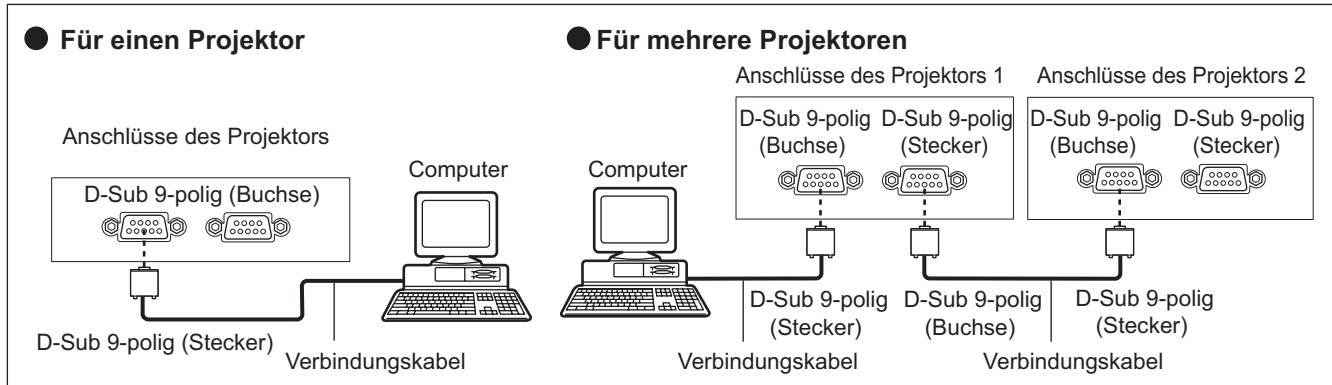 ● Für einen Projektor
Anschlüsse des Projektors
D-Sub 9-polig (Buchse)
Computer
D-Sub 9-polig (Stecker)
Verbindungskabel
● Für mehrere Projektoren
Anschlüsse des Projektors 1
Anschlüsse des Projektors 2
D-Sub 9-polig
(Buchse)
D-Sub 9-polig
(Stecker)
D-Sub 9-polig
(Buchse)
D-Sub 9-polig
(Stecker)
Computer
D-Sub 9-polig
(Stecker)
D-Sub 9-polig
(Buchse)
D-Sub 9-polig
(Stecker)
Verbindungskabel
Verbindungskabel